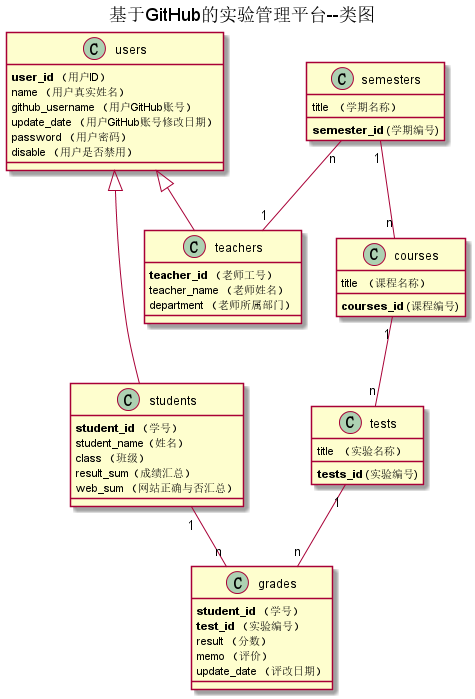 基于GitHub的实验管理平台--类图
C users
user_id （用户ID）
name （用户真实姓名）
github_username （用户GitHub账号）
update_date （用户GitHub账号修改日期）
password （用户密码）
disable （用户是否禁用）
C semesters
title （学期名称）
semester_id (学期编号)
n
1
1
n
C teachers
teacher_id （老师工号）
teacher_name （老师姓名）
department （老师所属部门）
C courses
title （课程名称）
courses_id (课程编号)
1
n
C students
student_id （学号）
student_name（姓名）
class （班级）
result_sum（成绩汇总）
web_sum （网站正确与否汇总）
C tests
title （实验名称）
tests_id (实验编号)
1
n
1
n
C grades
student_id （学号）
test_id （实验编号）
result （分数）
memo （评价）
update_date （评改日期）